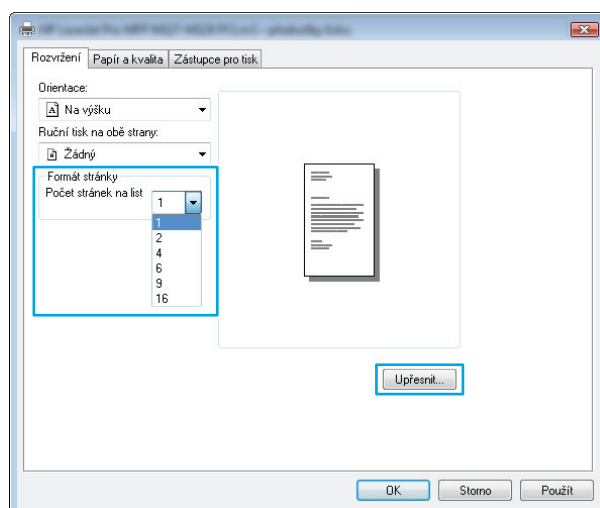 Rozvržení Papír a kvalita Zástupce pro tisk
Orientace:
Na výšku
Ruční tisk na obě strany:
Žádný
Formát stránky
Počet stránek na list
1
1
2
4
6
9
16
Upřesnit...
OK Storno Použít